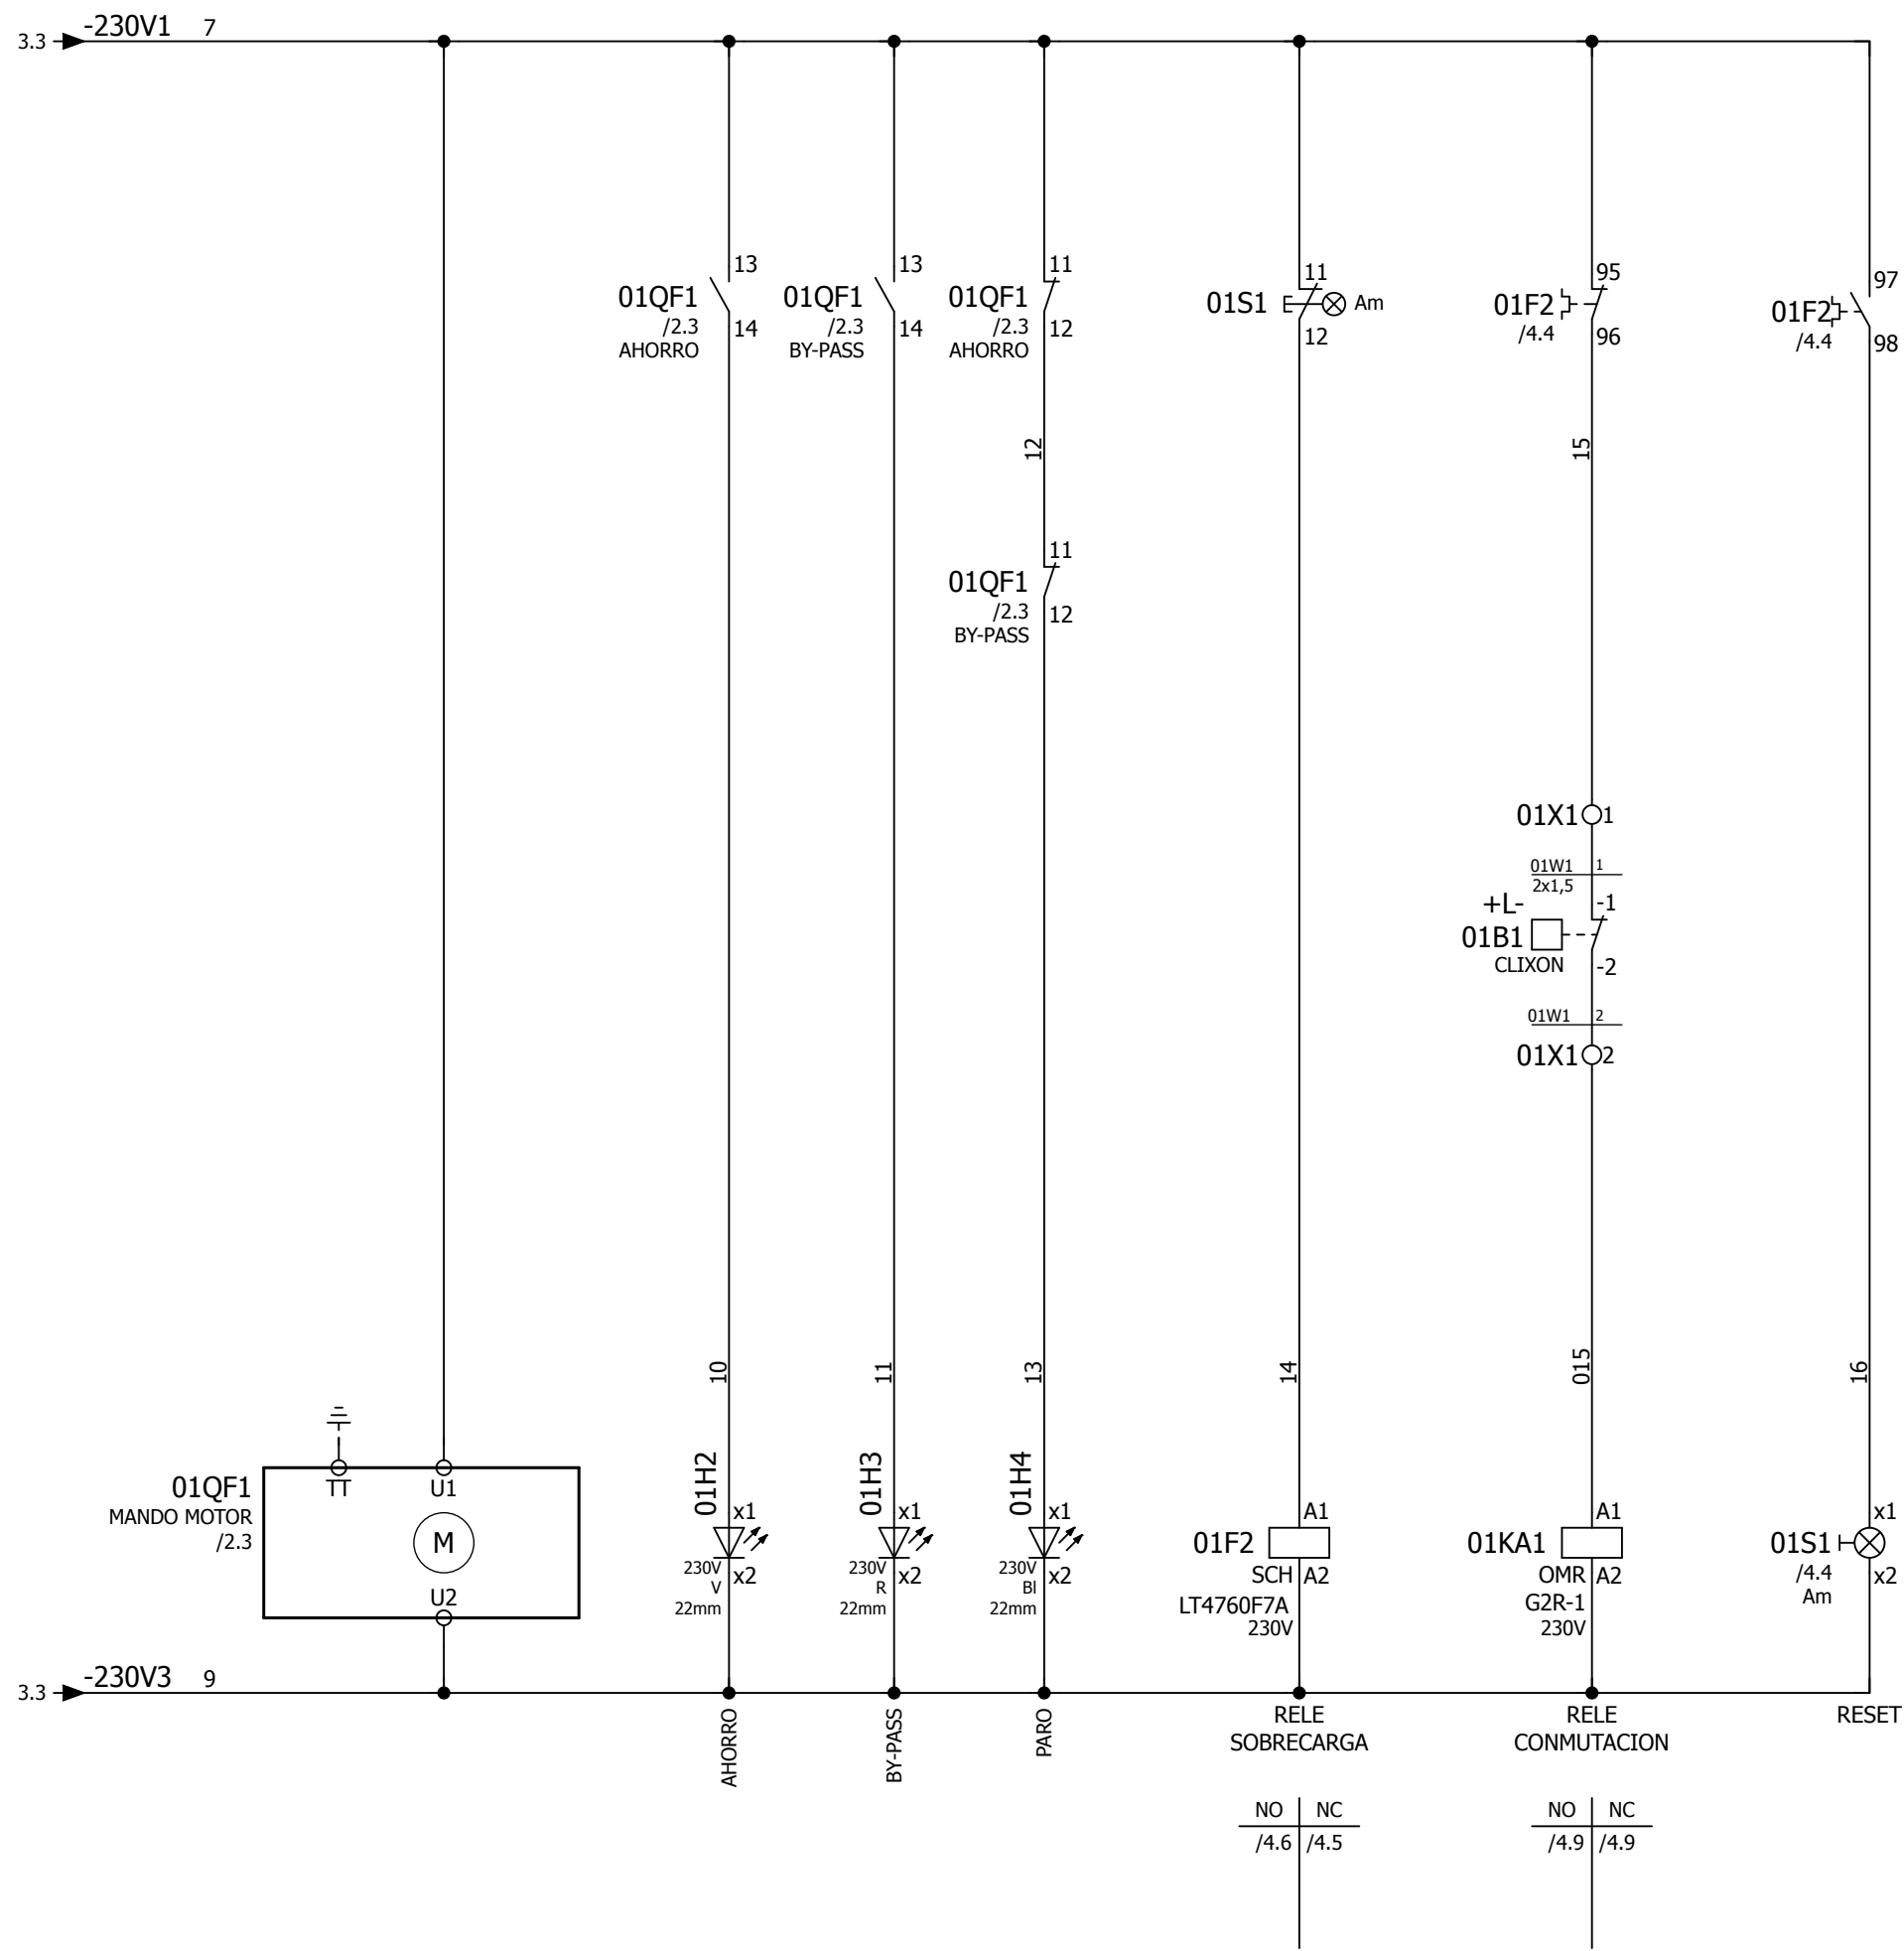 3.3 -230V1 7
13
01QF1
/2.3
14
AHORRO
13
01QF1
/2.3
14
BY-PASS
11
01QF1
/2.3
12
AHORRO
12
11
01QF1
/2.3
12
BY-PASS
11
01S1 Am
12
95
01F2
/4.4
96
15
97
01F2
/4.4
98
01X1 1
01W1 1
2x1,5
+L-
-1
01B1
CLIXON
-2
01W1 2
01X1 2
10
11
13
14
015
16
01QF1
MANDO MOTOR
/2.3
TT
U1
M
U2
01H2
x1
230V
V
x2
22mm
01H3
x1
230V
R
x2
22mm
01H4
x1
230V
BI
x2
22mm
A1
01F2
SCH
A2
LT4760F7A
230V
A1
01KA1
OMR
A2
G2R-1
230V
x1
01S1
/4.4
x2
Am
3.3 -230V3 9
AHORRO
BY-PASS
PARO
RELE
SOBRECARGA
RELE
CONMUTACION
RESET
NO NC
/4.6 /4.5
NO NC
/4.9 /4.9